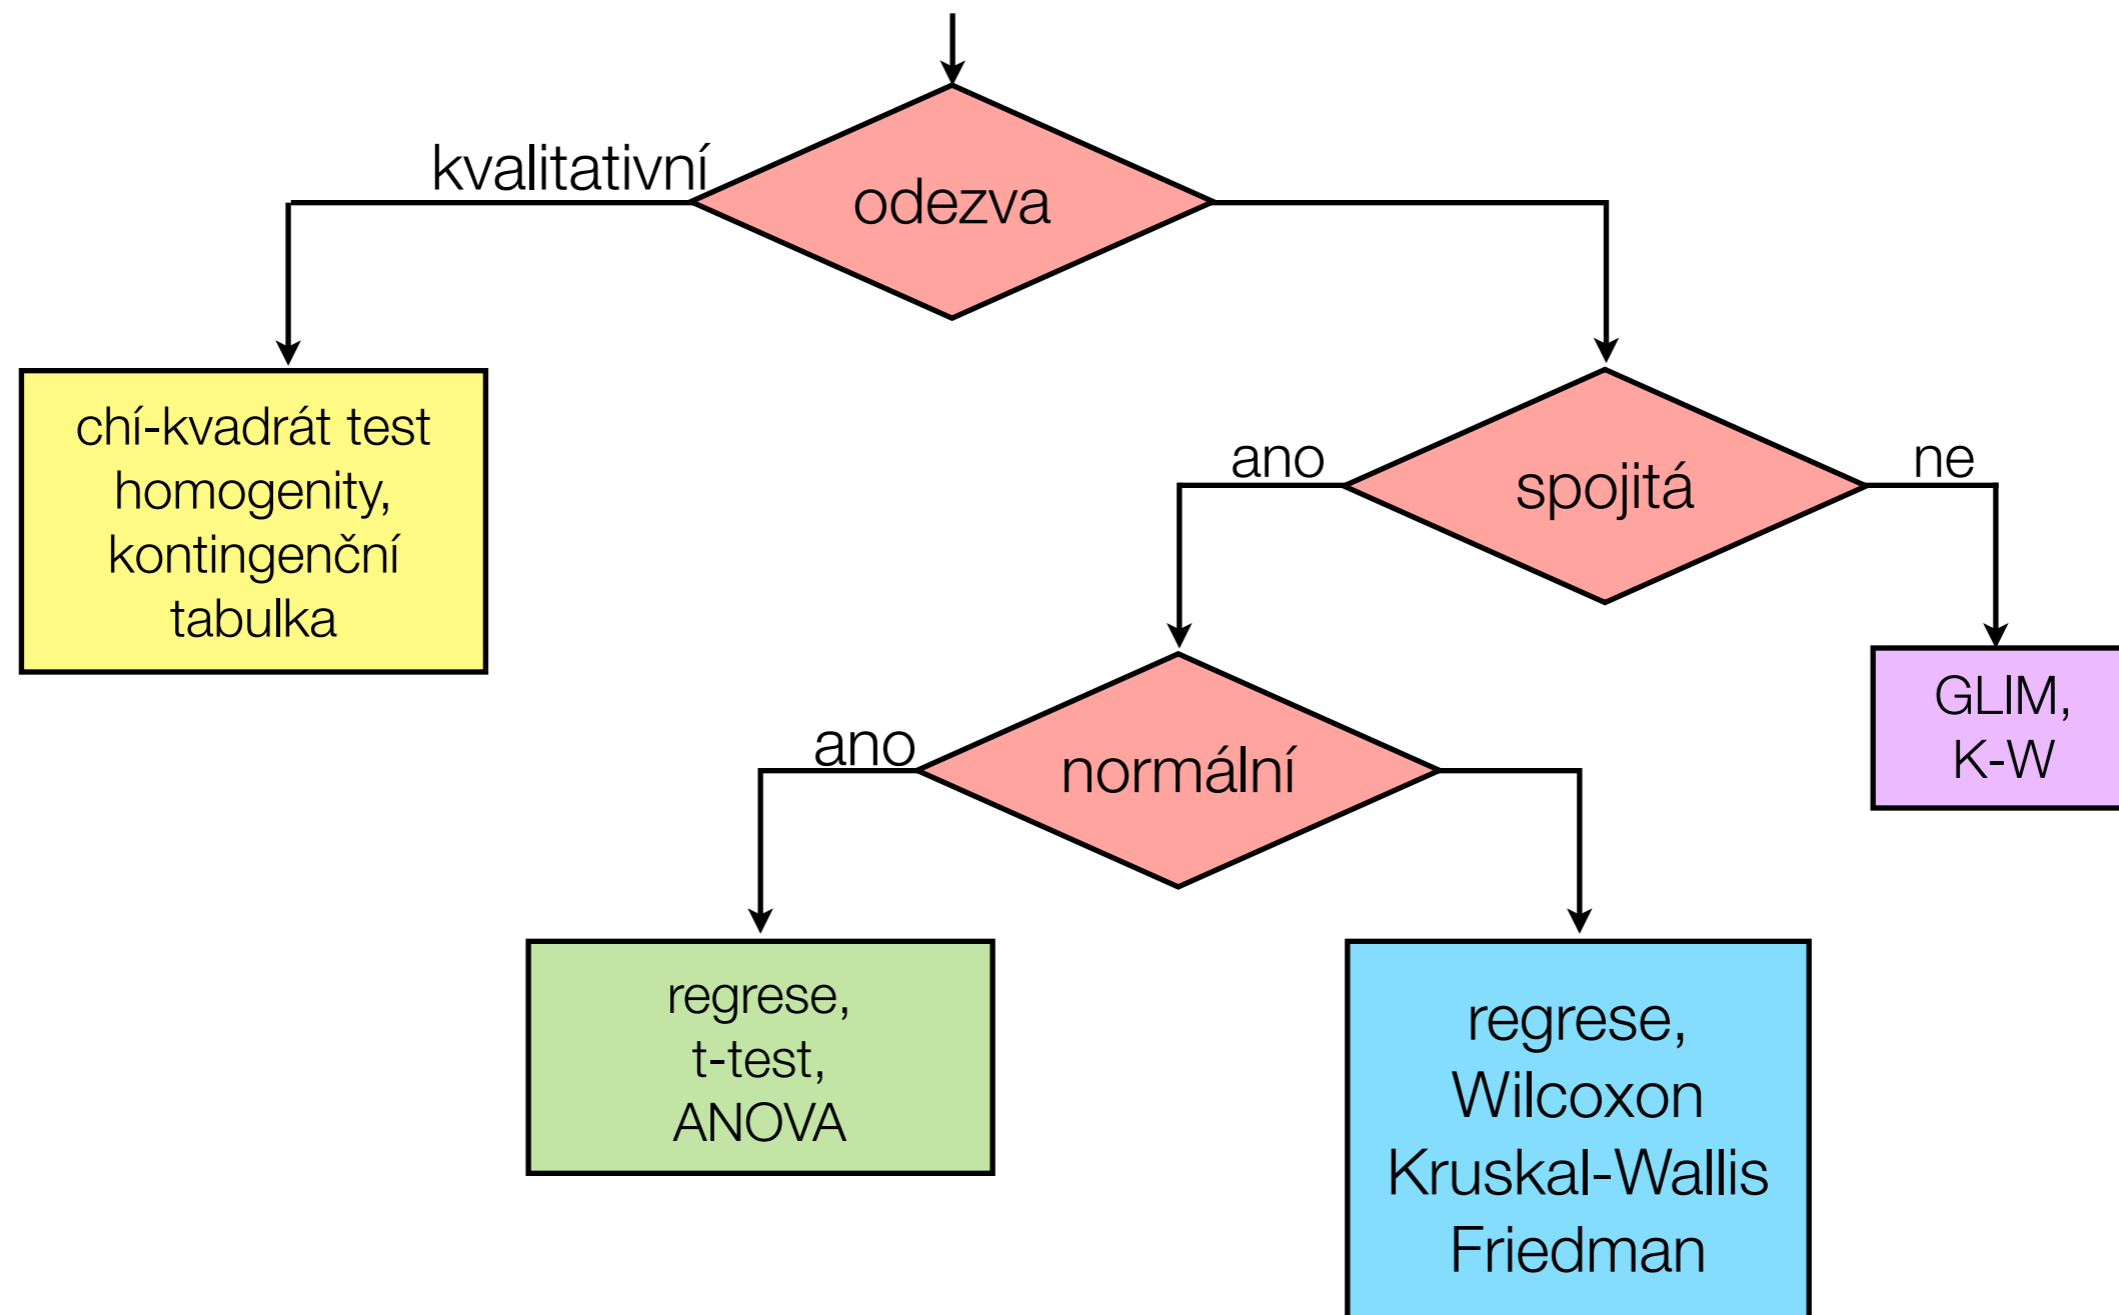 kvalitativní
odezva
chí-kvadrát test
homogenity,
kontingenční
tabulka
ano
spojitá
ne
GLIM,
K-W
ano
normální
regrese,
t-test,
ANOVA
regrese,
Wilcoxon
Kruskal-Wallis
Friedman